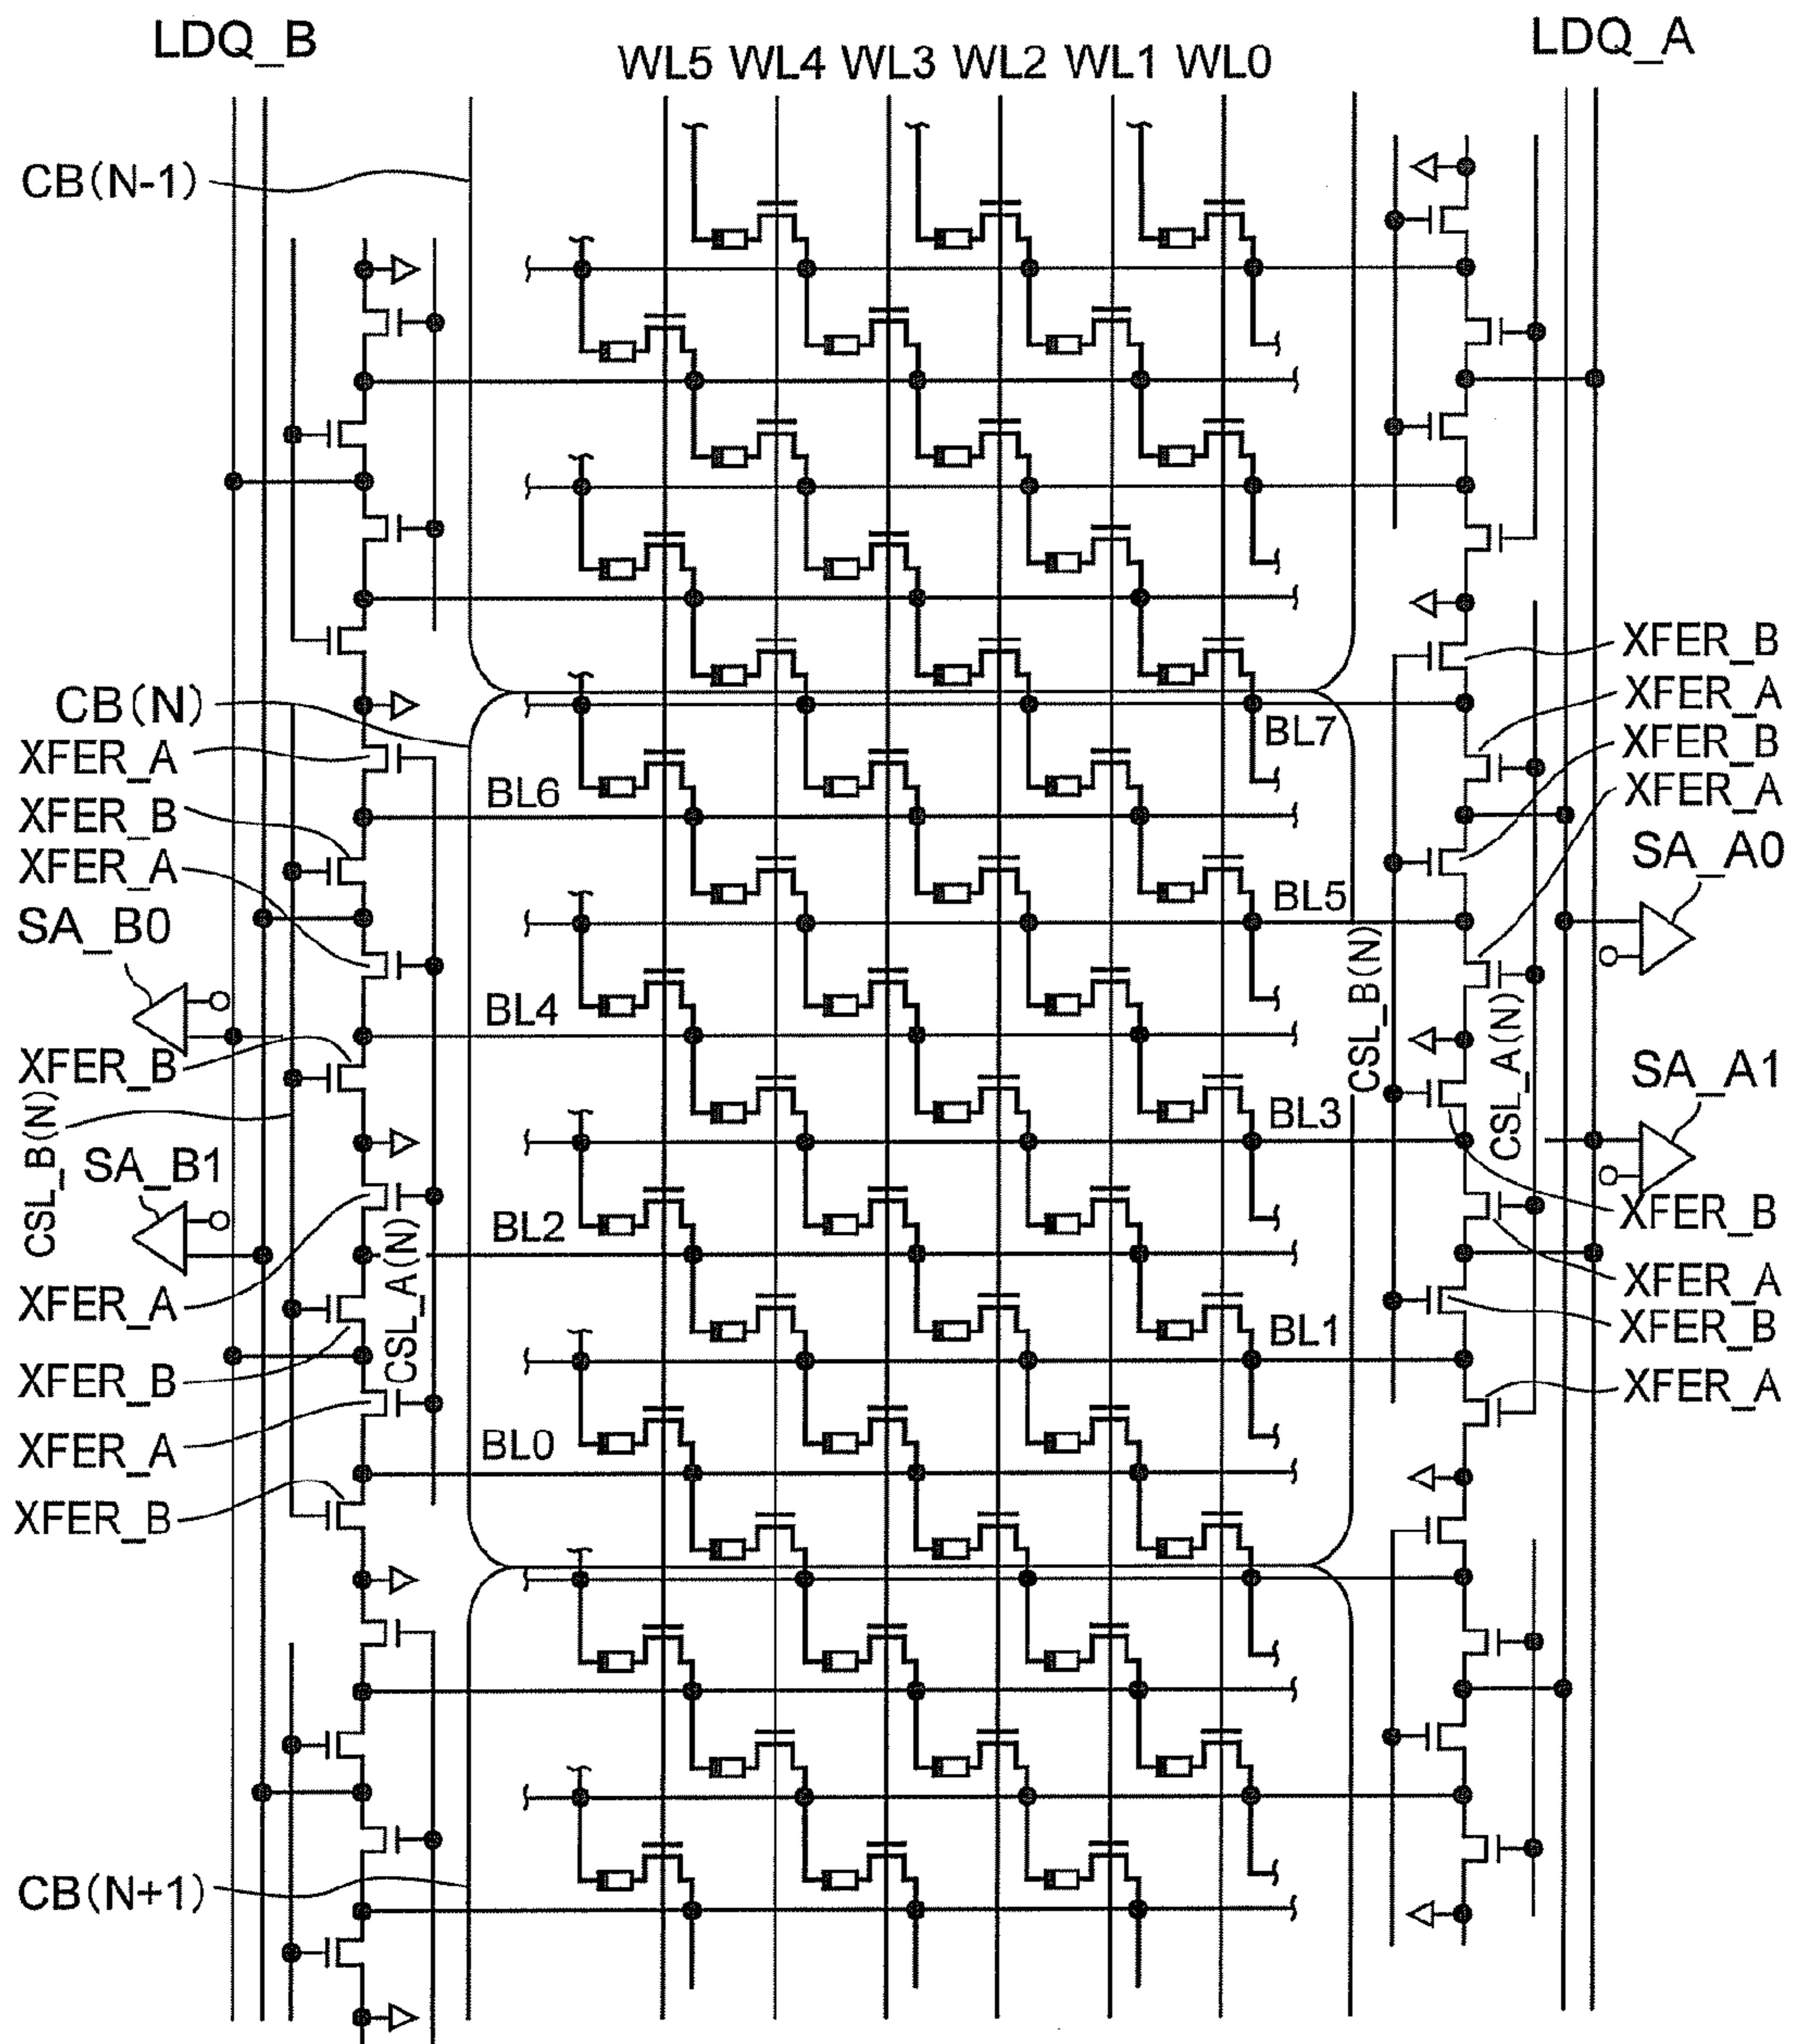 LDQ_B
WL5 WL4 WL3 WL2 WL1 WL0
LDQ_A
CB(N-1)
CB(N)
XFER_A
XFER_B
XFER_A
SA_B0
XFER_B
CSL_B(N)
SA_B1
XFER_A
XFER_B
XFER_A
XFER_B
CB(N+1)
CSL_A(N)
BL6
BL4
BL2
BL0
BL7
BL5
BL3
BL1
CSL_B(N)
CSL_A(N)
XFER_B
XFER_A
XFER_B
XFER_A
SA_A0
SA_A1
XFER_B
XFER_A
XFER_B
XFER_A